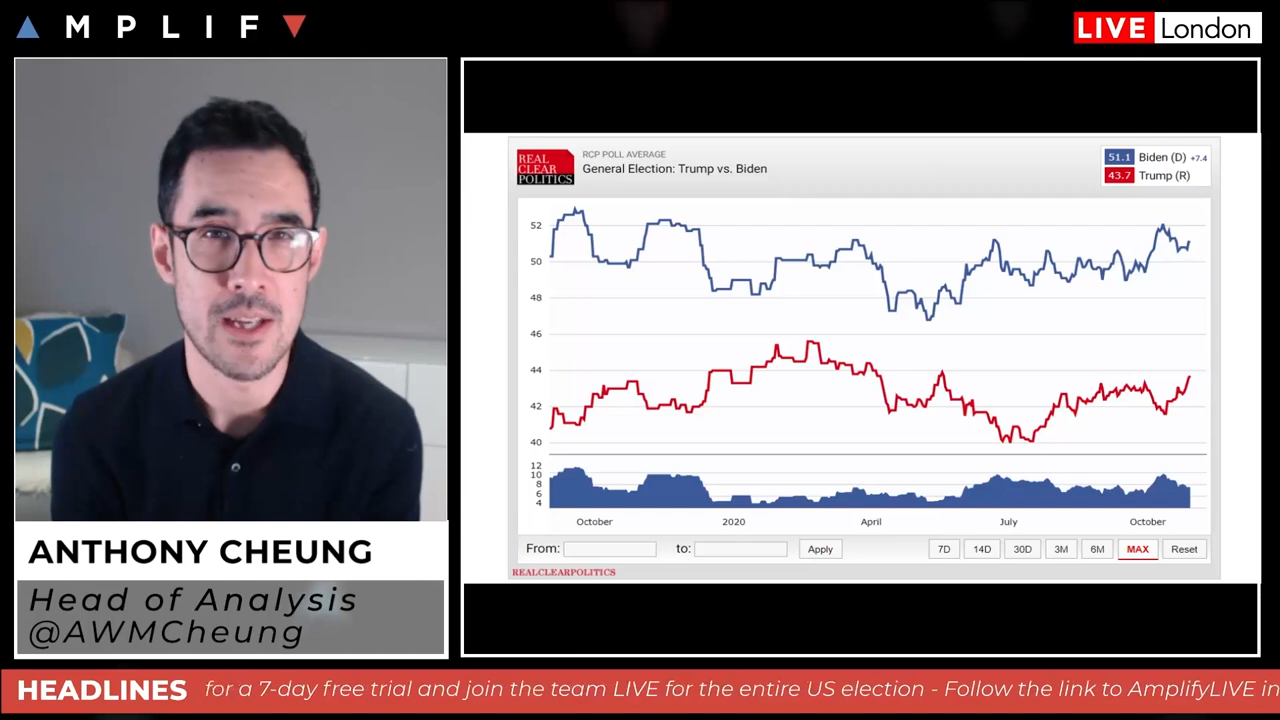 ▲ M P L I F ▼
LIVE London
REAL
CLEAR
POLITICS
RCP POLL AVERAGE
General Election: Trump vs. Biden
51.1 Biden (D) +7.4
43.7 Trump (R)
52
50
48
46
44
42
40
12
10
8
6
4
October 2020 April July October
From: to: Apply 7D 14D 30D 3M 6M MAX Reset
REALCLEARPOLITICS
ANTHONY CHEUNG
Head of Analysis
@AWMCheung
HEADLINES for a 7-day free trial and join the team LIVE for the entire US election - Follow the link to AmplifyLIVE in